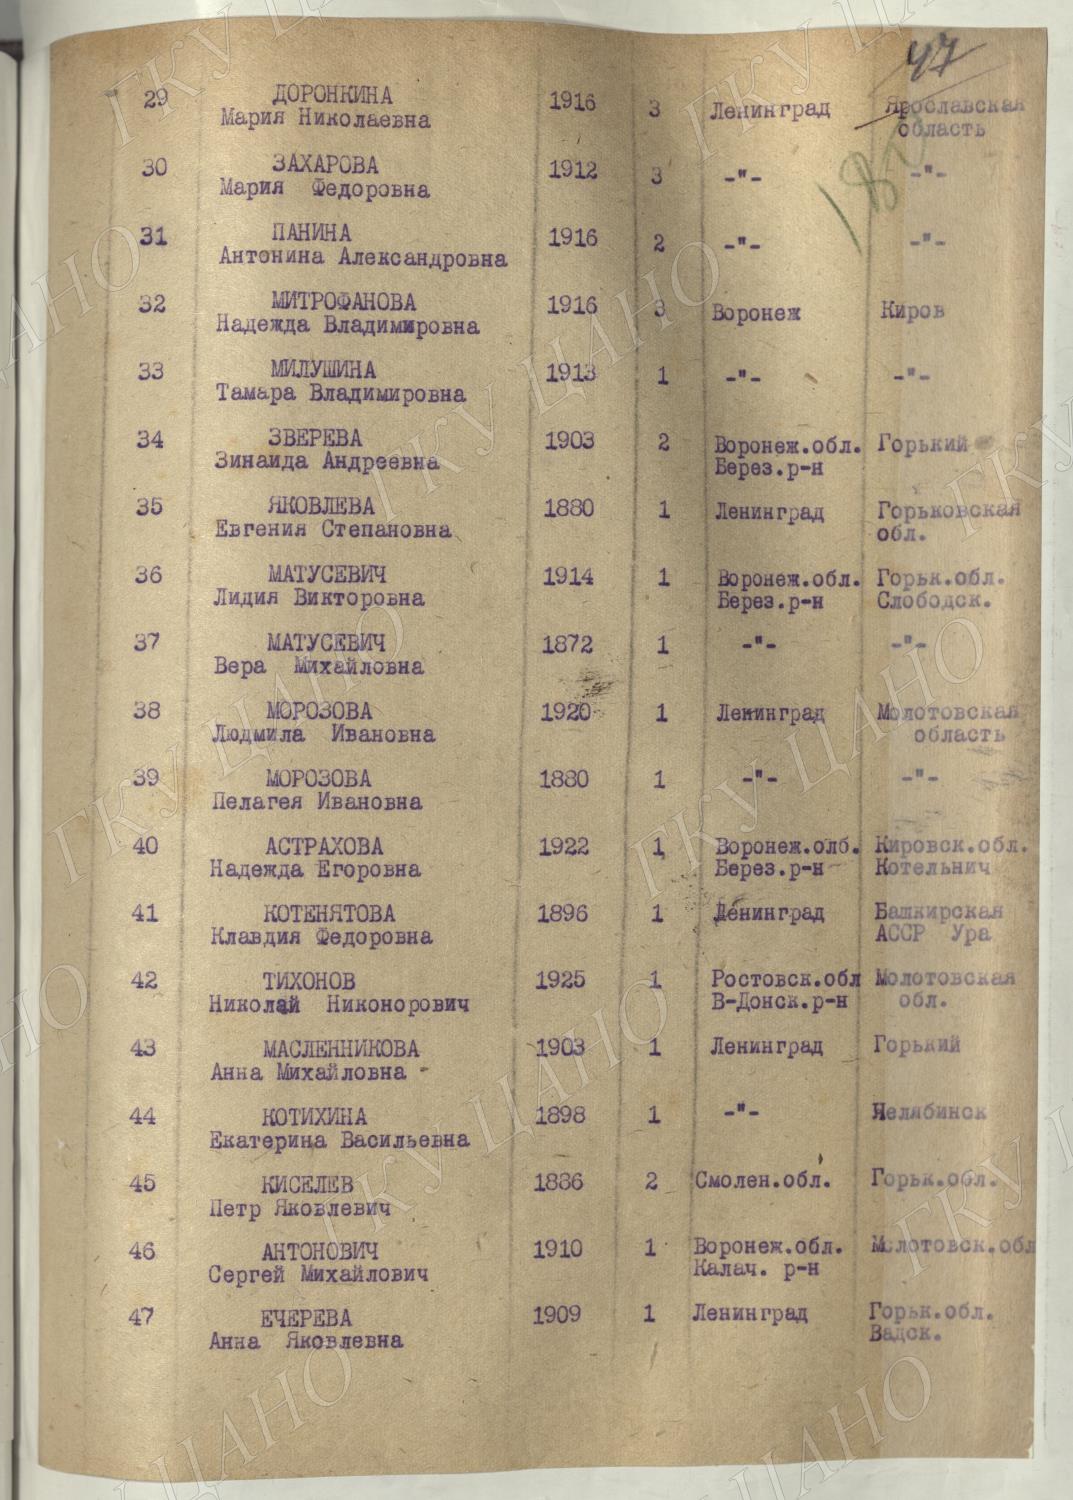 47
29 ДОРОНКИНА 1916 3 Ленинград Ярославская
Мария Николаевна область
30 ЗАХАРОВА 1912 3 -"- -"-
Мария Федоровна
31 ПАНИНА 1916 2 -"- -"-
Антонина Александровна
32 МИТРОФАНОВА 1916 3 Воронеж Киров
Надежда Владимировна
33 МИЛУШИНА 1913 1 -"- -"-
Тамара Владимировна
34 ЗВЕРЕВА 1903 2 Воронеж.обл. Горький
Зинаида Андреевна Берез.р-н
35 ЯКОВЛЕВА 1880 1 Ленинград Горьковская
Евгения Степановна обл.
36 МАТУСЕВИЧ 1914 1 Воронеж.обл. Горьк.обл.
Лидия Викторовна Берез.р-н Слободск.
37 МАТУСЕВИЧ 1872 1 -"- -"-
Вера Михайловна
38 МОРОЗОВА 1920 1 Ленинград Молотовская
Людмила Ивановна область
39 МОРОЗОВА 1880 1 -"- -"-
Пелагея Ивановна
40 АСТРАХОВА 1922 1 Воронеж.олб. Кировск.обл.
Надежда Егоровна Берез.р-н Котельнич
41 КОТЕНЯТОВА 1896 1 Ленинград Башкирская
Клавдия Федоровна АССР Ура
42 ТИХОНОВ 1925 1 Ростовск.обл Молотовская
Николай Никонорович В-Донск.р-н обл.
43 МАСЛЕННИКОВА 1903 1 Ленинград Горький
Анна Михайловна
44 КОТИХИНА 1898 1 -"- Челябинск
Екатерина Васильевна
45 КИСЕЛЕВ 1886 2 Смолен.обл. Горьк.обл.
Петр Яковлевич
46 АНТОНОВИЧ 1910 1 Воронеж.обл. Молотовск.обл
Сергей Михайлович Калач. р-н
47 ЕЧЕРЕВА 1909 1 Ленинград Горьк.обл.
Анна Яковлевна Вадск.
ГКУ ЦАНО